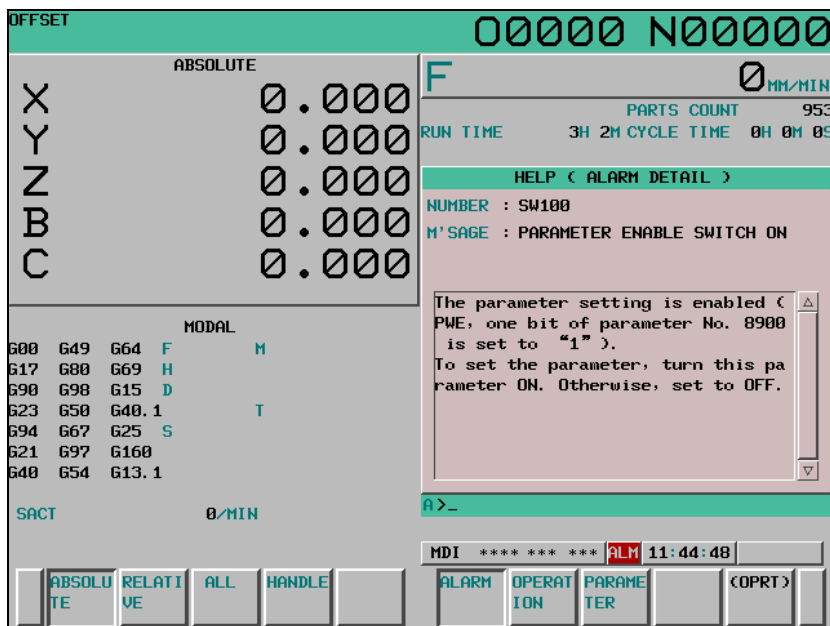 OFFSET
O0000 N00000
ABSOLUTE
X 0.000
Y 0.000
Z 0.000
B 0.000
C 0.000
F 0 MM/MIN
PARTS COUNT 953
RUN TIME 3H 2M CYCLE TIME 0H 0M 0S
HELP ( ALARM DETAIL )
NUMBER : SW100
M'SAGE : PARAMETER ENABLE SWITCH ON
The parameter setting is enabled (
PWE, one bit of parameter No. 8900
is set to “1” ).
To set the parameter, turn this pa
rameter ON. Otherwise, set to OFF.
MODAL
G00 G49 G64 F M
G17 G80 G69 H
G90 G98 G15 D
G23 G50 G40.1 T
G94 G67 G25 S
G21 G97 G160
G40 G54 G13.1
SACT 0/MIN
A>_
MDI **** *** *** ALM 11:44:48
ABSOLU
TE
RELATI
VE
ALL
HANDLE
ALARM
OPERAT
ION
PARAME
TER
(OPRT)